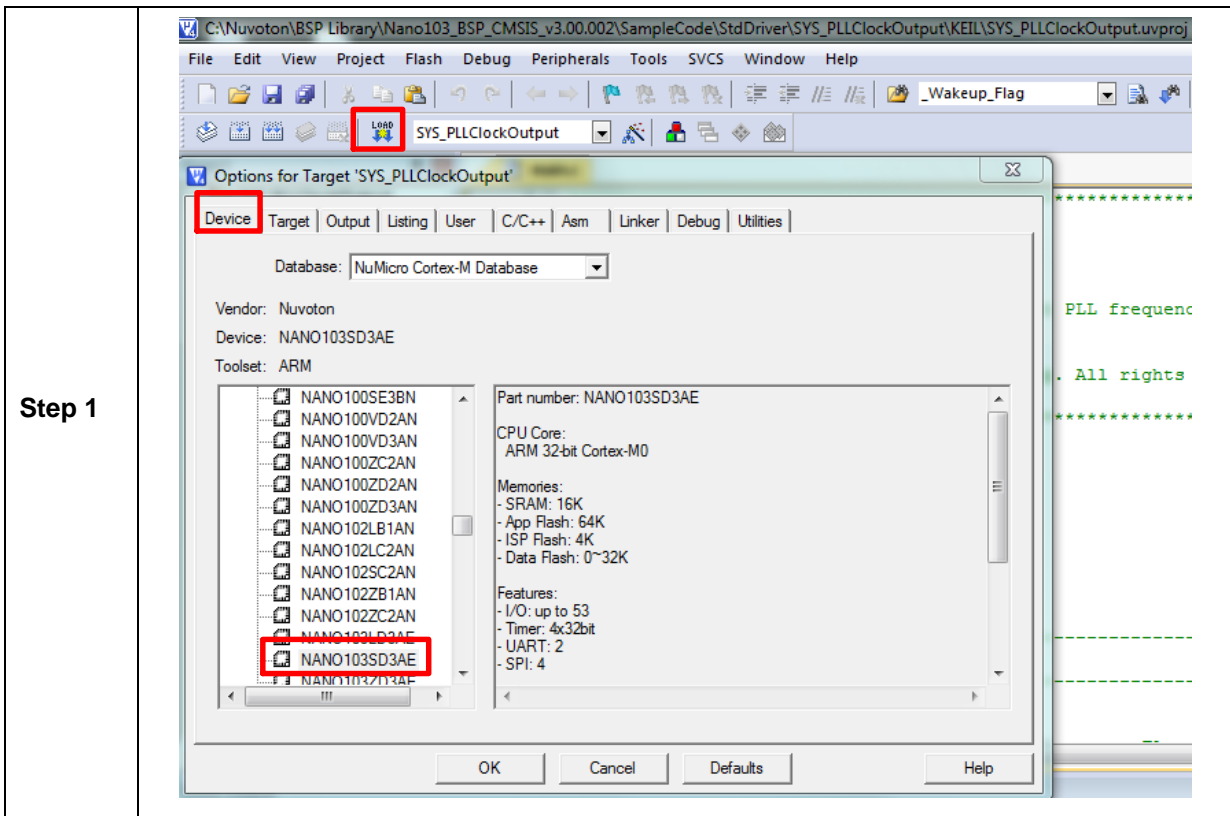 Step 1
C:\Nuvoton\BSP Library\Nano103_BSP_CMSIS_v3.00.002\SampleCode\StdDriver\SYS_PLLClockOutput\KEIL\SYS_PLLClockOutput.uvproj
File Edit View Project Flash Debug Peripherals Tools SVCS Window Help
_Wakeup_Flag
LOAD SYS_PLLClockOutput
Options for Target 'SYS_PLLClockOutput'
Device Target Output Listing User C/C++ Asm Linker Debug Utilities
Database: NuMicro Cortex-M Database
Vendor: Nuvoton
Device: NANO103SD3AE
Toolset: ARM
NANO100SE3BN
NANO100VD2AN
NANO100VD3AN
NANO100ZC2AN
NANO100ZD2AN
NANO100ZD3AN
NANO102LB1AN
NANO102LC2AN
NANO102SC2AN
NANO102ZB1AN
NANO102ZC2AN
NANO103LD3AE
NANO103SD3AE
NANO103ZD3AE
Part number: NANO103SD3AE
CPU Core:
ARM 32-bit Cortex-M0
Memories:
- SRAM: 16K
- App Flash: 64K
- ISP Flash: 4K
- Data Flash: 0~32K
Features:
- I/O: up to 53
- Timer: 4x32bit
- UART: 2
- SPI: 4
OK Cancel Defaults Help
*************
PLL frequenc
. All rights
*************
-------------
-------------